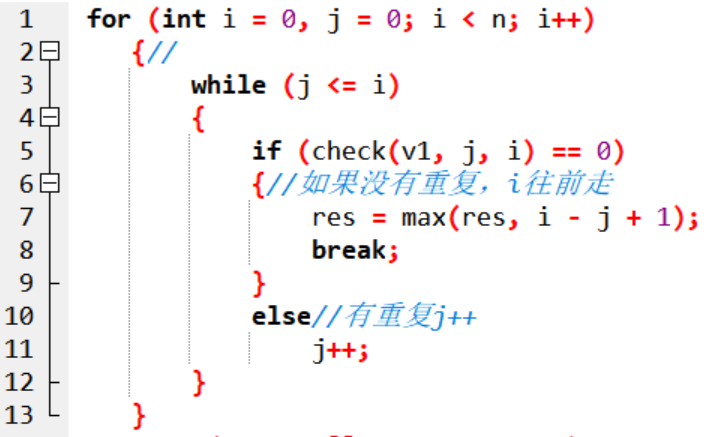 1 for (int i = 0, j = 0; i < n; i++)
2 {//
3 while (j <= i)
4 {
5 if (check(v1, j, i) == 0)
6 {//如果没有重复，i往前走
7 res = max(res, i - j + 1);
8 break;
9 }
10 else//有重复j++
11 j++;
12 }
13 }